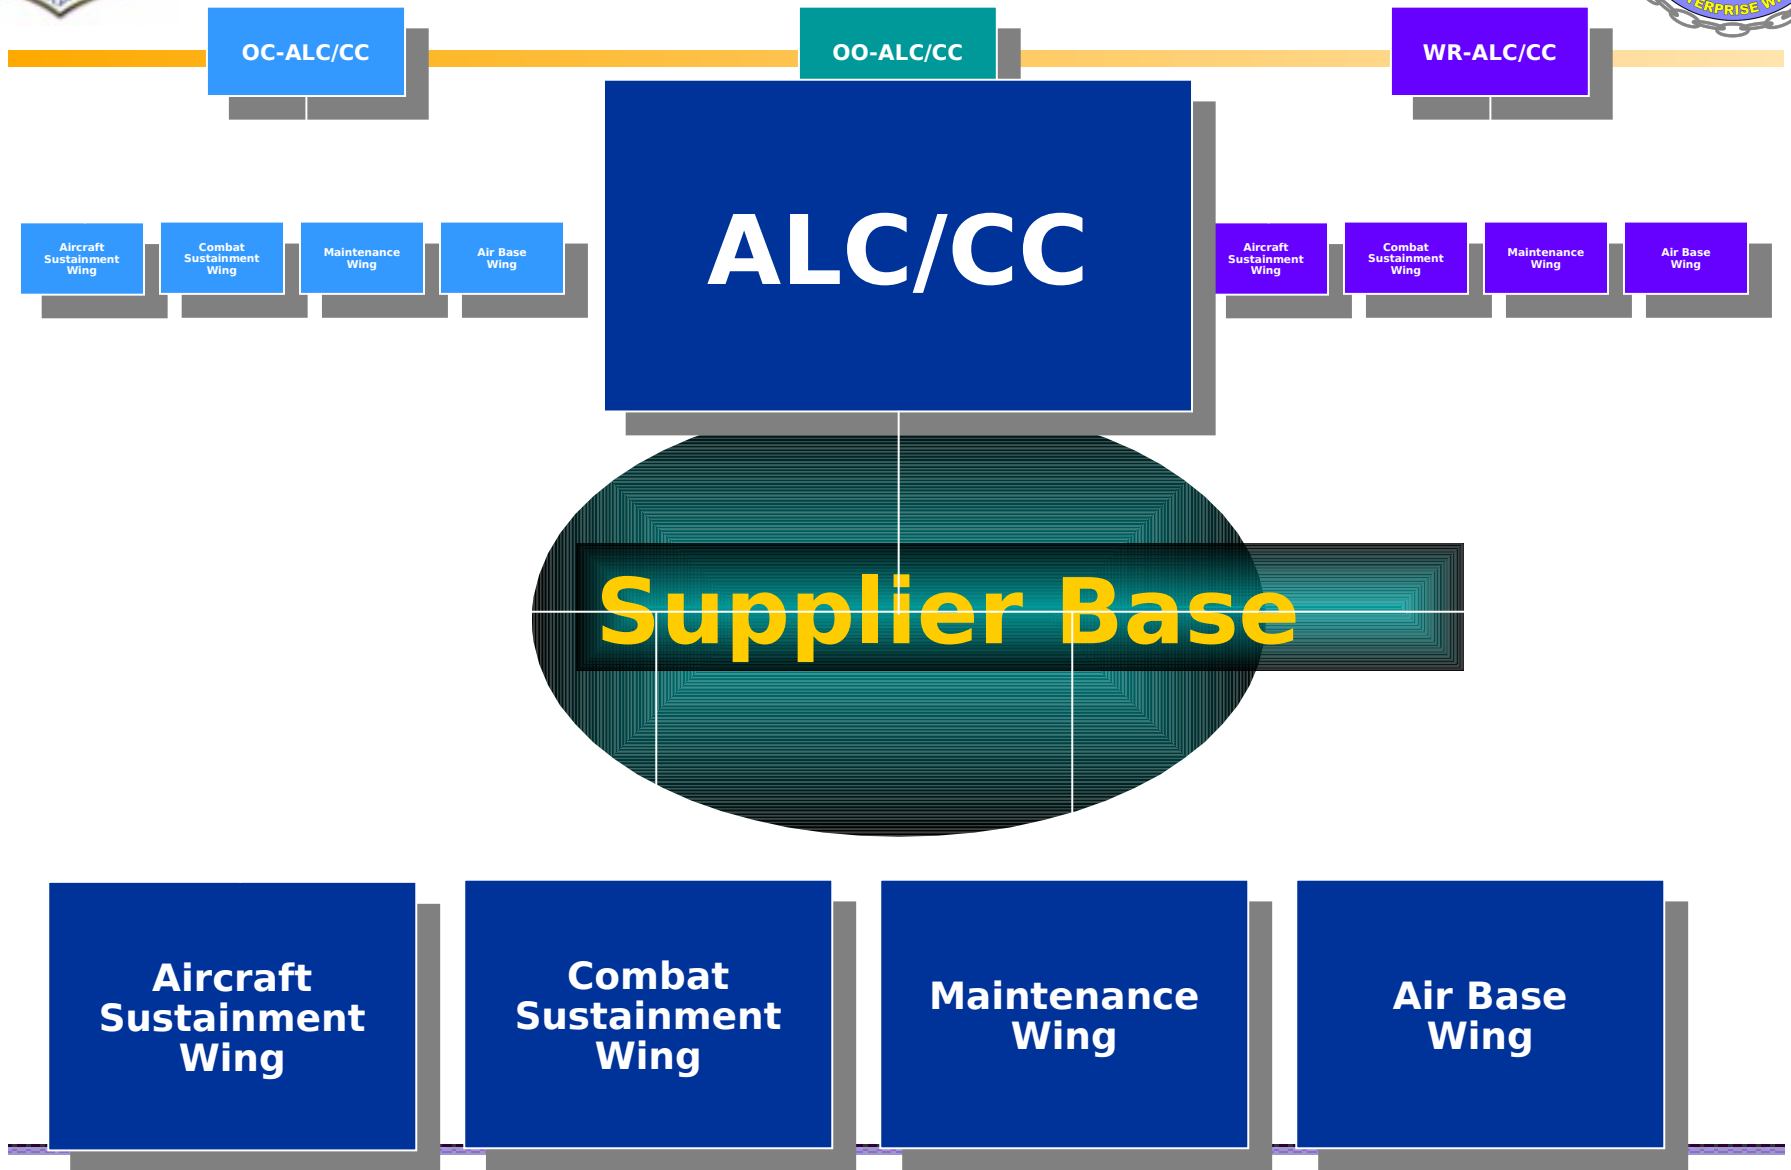 TERPRISE W
OC-ALC/CC
OO-ALC/CC
WR-ALC/CC
ALC/CC
Aircraft
Sustainment
Wing
Combat
Sustainment
Wing
Maintenance
Wing
Air Base
Wing
Aircraft
Sustainment
Wing
Combat
Sustainment
Wing
Maintenance
Wing
Air Base
Wing
Supplier Base
Aircraft
Sustainment
Wing
Combat
Sustainment
Wing
Maintenance
Wing
Air Base
Wing